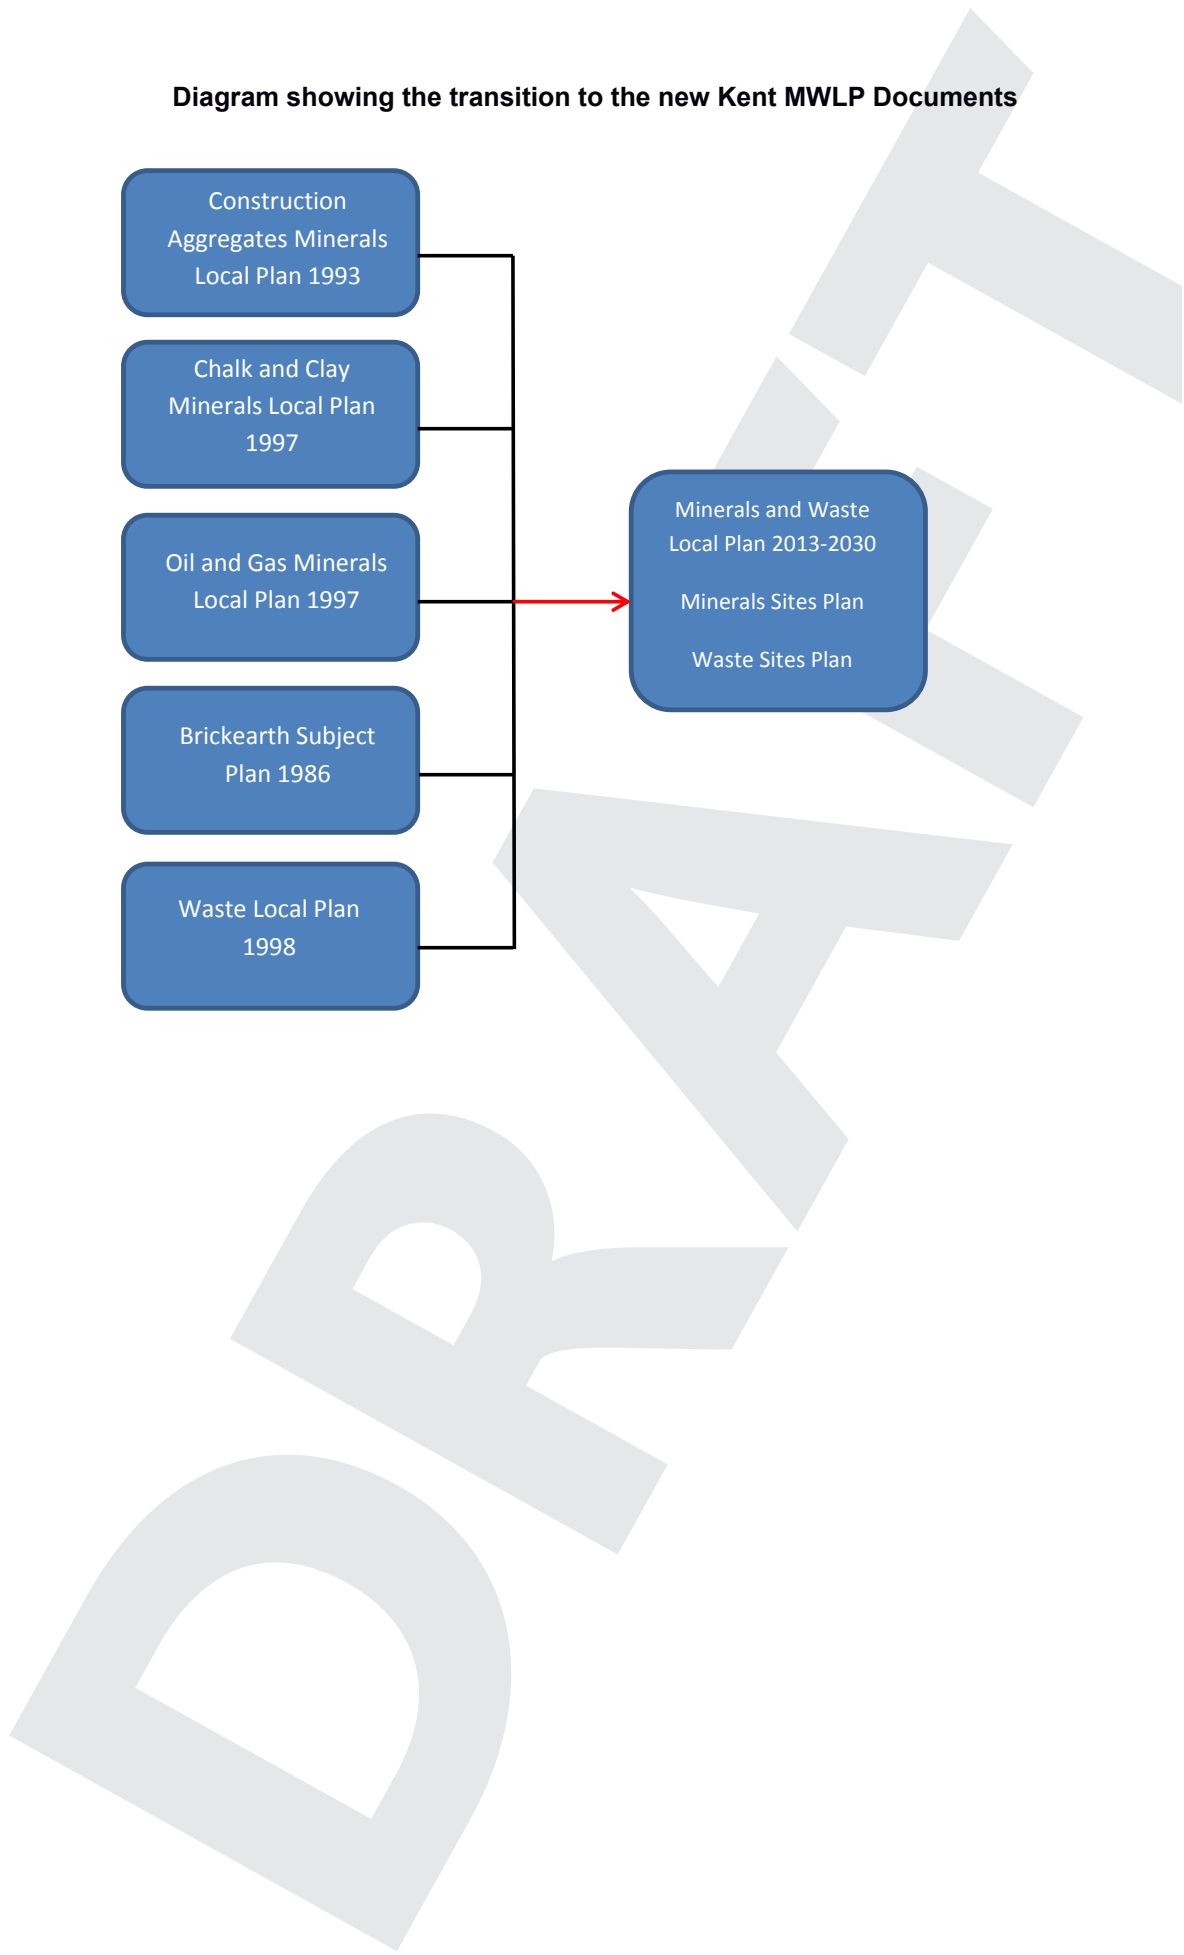 Diagram showing the transition to the new Kent MWLP Documents
Construction
Aggregates Minerals
Local Plan 1993
Chalk and Clay
Minerals Local Plan
1997
Oil and Gas Minerals
Local Plan 1997
Brickearth Subject
Plan 1986
Waste Local Plan
1998
Minerals and Waste
Local Plan 2013-2030
Minerals Sites Plan
Waste Sites Plan
DRAFT